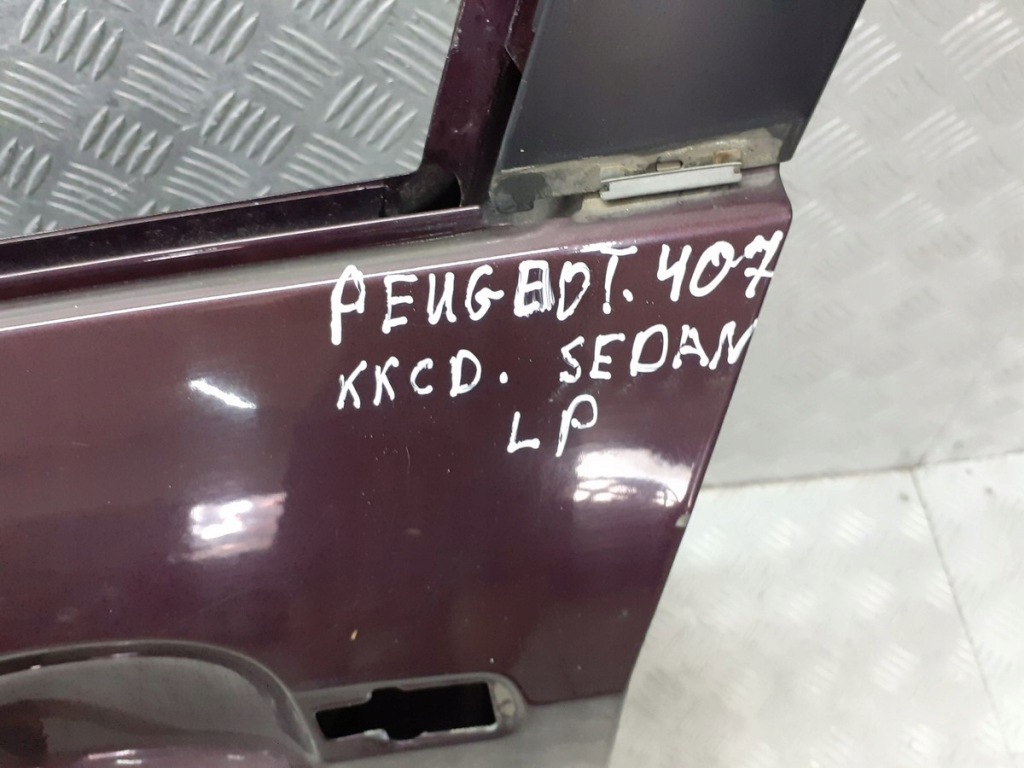 PEUGEOT. 407
KKCD. SEDAN
LP